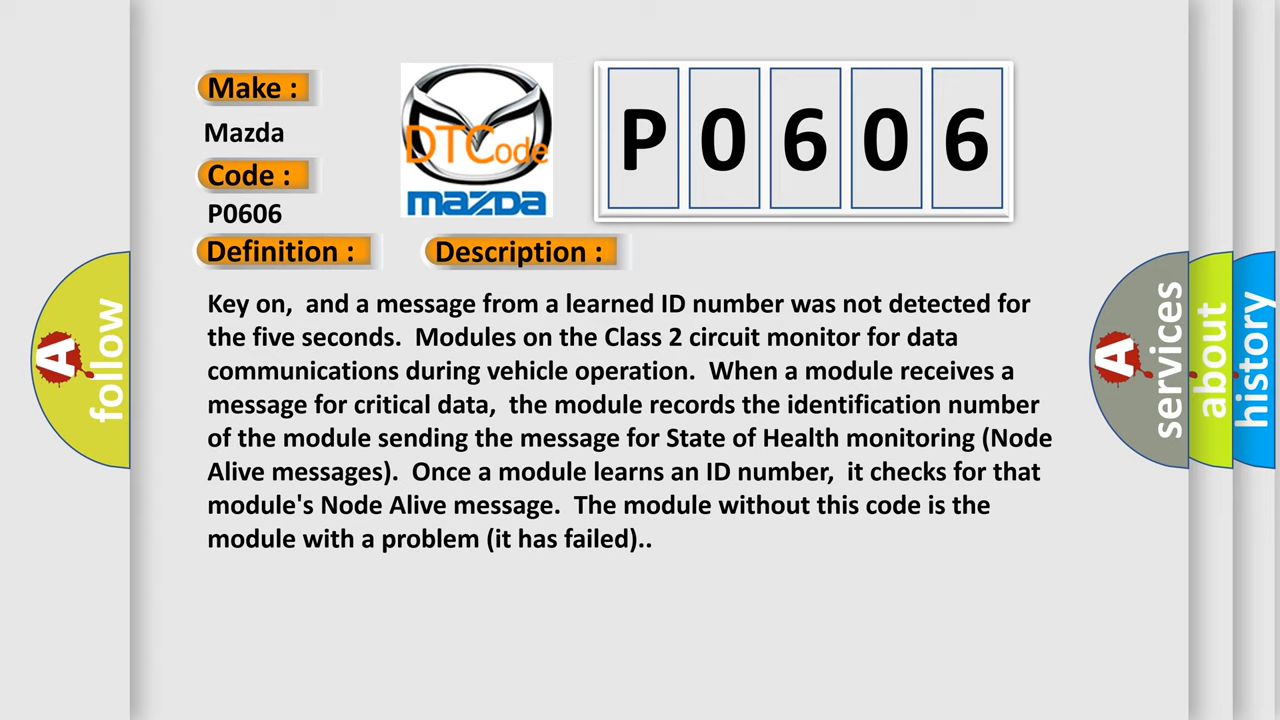 Make :
Mazda
Code :
P0606
DTCode
mazda
P0606
Definition :
Description :
Key on,  and a message from a learned ID number was not detected for
the five seconds  Modules on the Class 2 circuit monitor for data
communications during vehicle operation  When a module receives a
message for critical data,  the module records the identification number
of the module sending the message for State of Health monitoring (Node
Alive messages)  Once a module learns an ID number,  it checks for that
module's Node Alive message  The module without this code is the
module with a problem (it has failed)..
A follow
A services
about
history